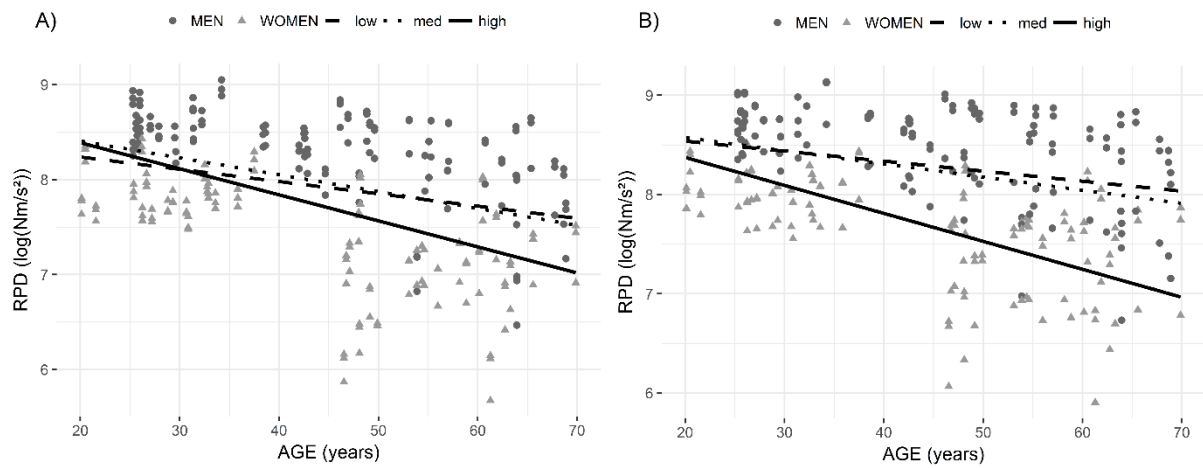 A) MEN WOMEN low med high
9
8
7
6
RPD (log(Nm/s²))
20 30 40 50 60 70
AGE (years)
B) MEN WOMEN low med high
9
8
7
6
RPD (log(Nm/s²))
20 30 40 50 60 70
AGE (years)